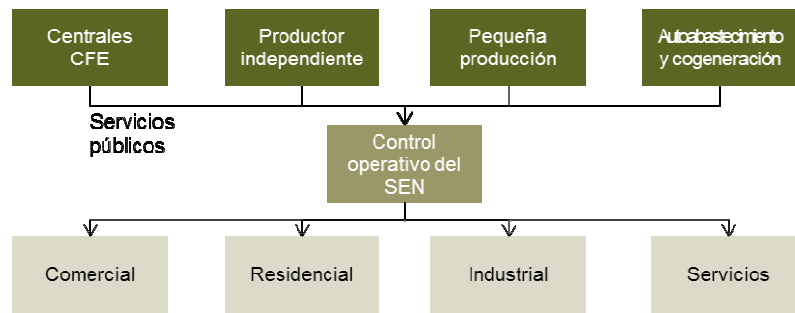 Centrales
CFE
Productor
independiente
Pequeña
producción
Autoabastecimiento
y cogeneración
Servicios
públicos
Control
operativo del
SEN
Comercial
Residencial
Industrial
Servicios